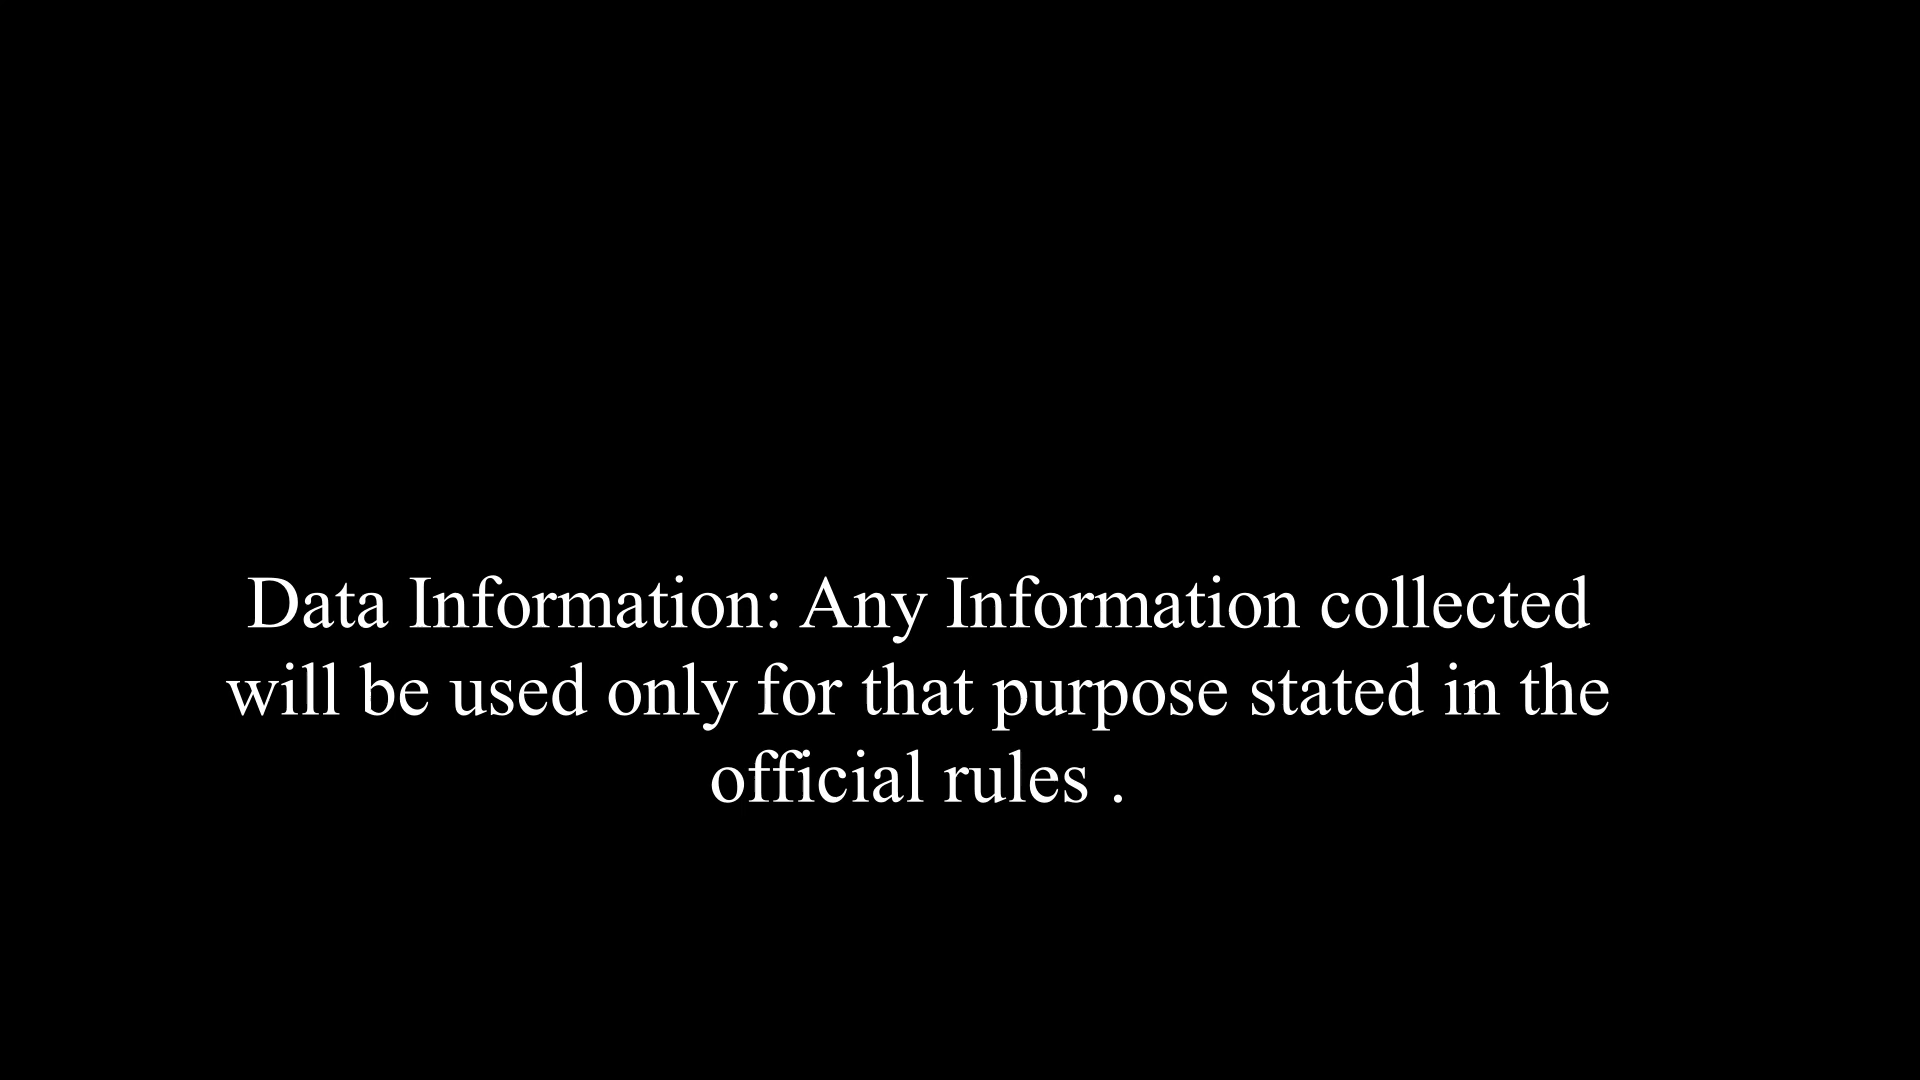 Data Information: Any Information collected
will be used only for that purpose stated in the
official rules .